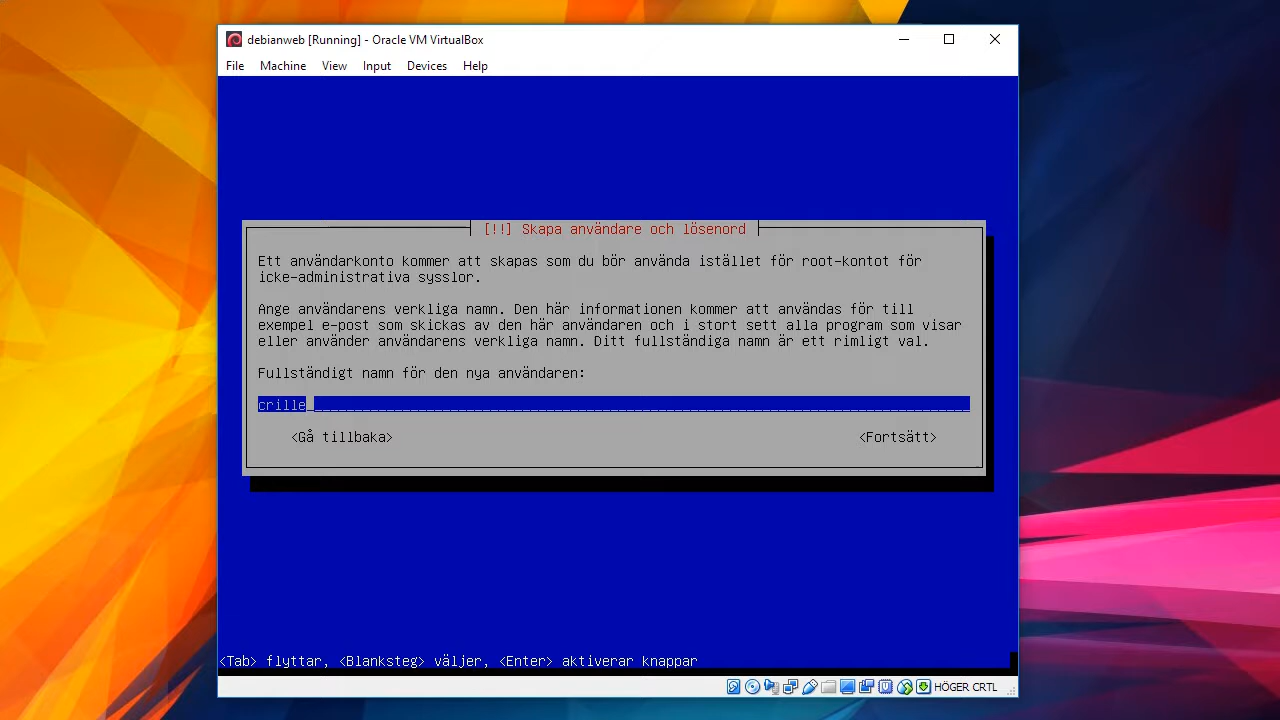 debianweb [Running] - Oracle VM VirtualBox
File Machine View Input Devices Help
[!!] Skapa användare och lösenord
Ett användarkonto kommer att skapas som du bör använda istället för root-kontot för
icke-administrativa sysslor.
Ange användarens verkliga namn. Den här informationen kommer att användas för till
exempel e-post som skickas av den här användaren och i stort sett alla program som visar
eller använder användarens verkliga namn. Ditt fullständiga namn är ett rimligt val.
Fullständigt namn för den nya användaren:
crille
<Gå tillbaka> <Fortsätt>
<Tab> flyttar, <Blanksteg> väljer, <Enter> aktiverar knappar
HÖGER CRTL